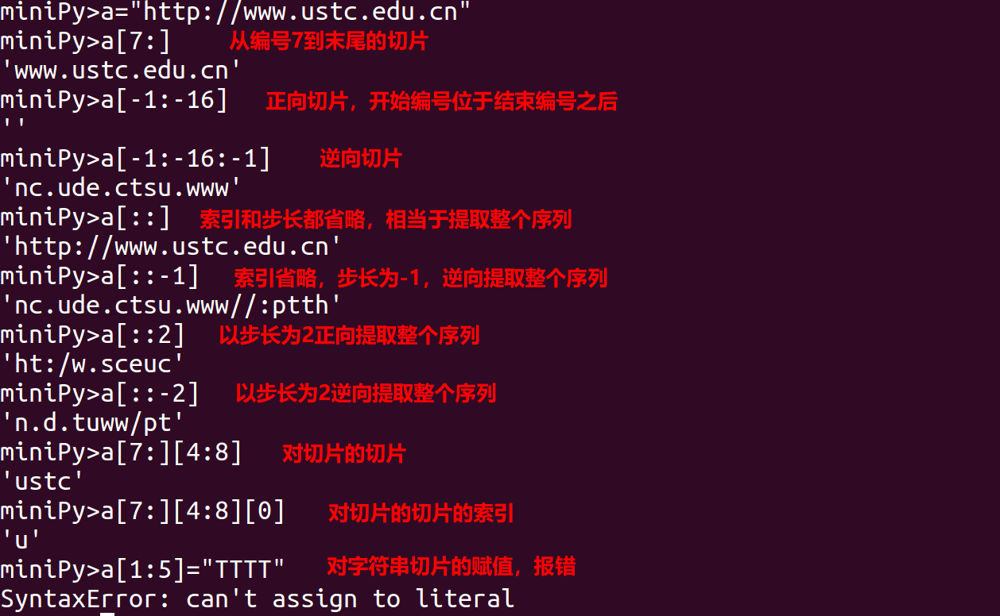 miniPy>a="http://www.ustc.edu.cn"
miniPy>a[7:] 从编号7到末尾的切片
'www.ustc.edu.cn'
miniPy>a[-1:-16] 正向切片，开始编号位于结束编号之后
''
miniPy>a[-1:-16:-1] 逆向切片
'nc.ude.ctsu.www'
miniPy>a[::] 索引和步长都省略，相当于提取整个序列
'http://www.ustc.edu.cn'
miniPy>a[::-1] 索引省略，步长为-1，逆向提取整个序列
'nc.ude.ctsu.www//:ptth'
miniPy>a[::2] 以步长为2正向提取整个序列
'ht:/w.sceuc'
miniPy>a[::-2] 以步长为2逆向提取整个序列
'n.d.tuww/pt'
miniPy>a[7:][4:8] 对切片的切片
'ustc'
miniPy>a[7:][4:8][0] 对切片的切片的索引
'u'
miniPy>a[1:5]="TTTT" 对字符串切片的赋值，报错
SyntaxError: can't assign to literal